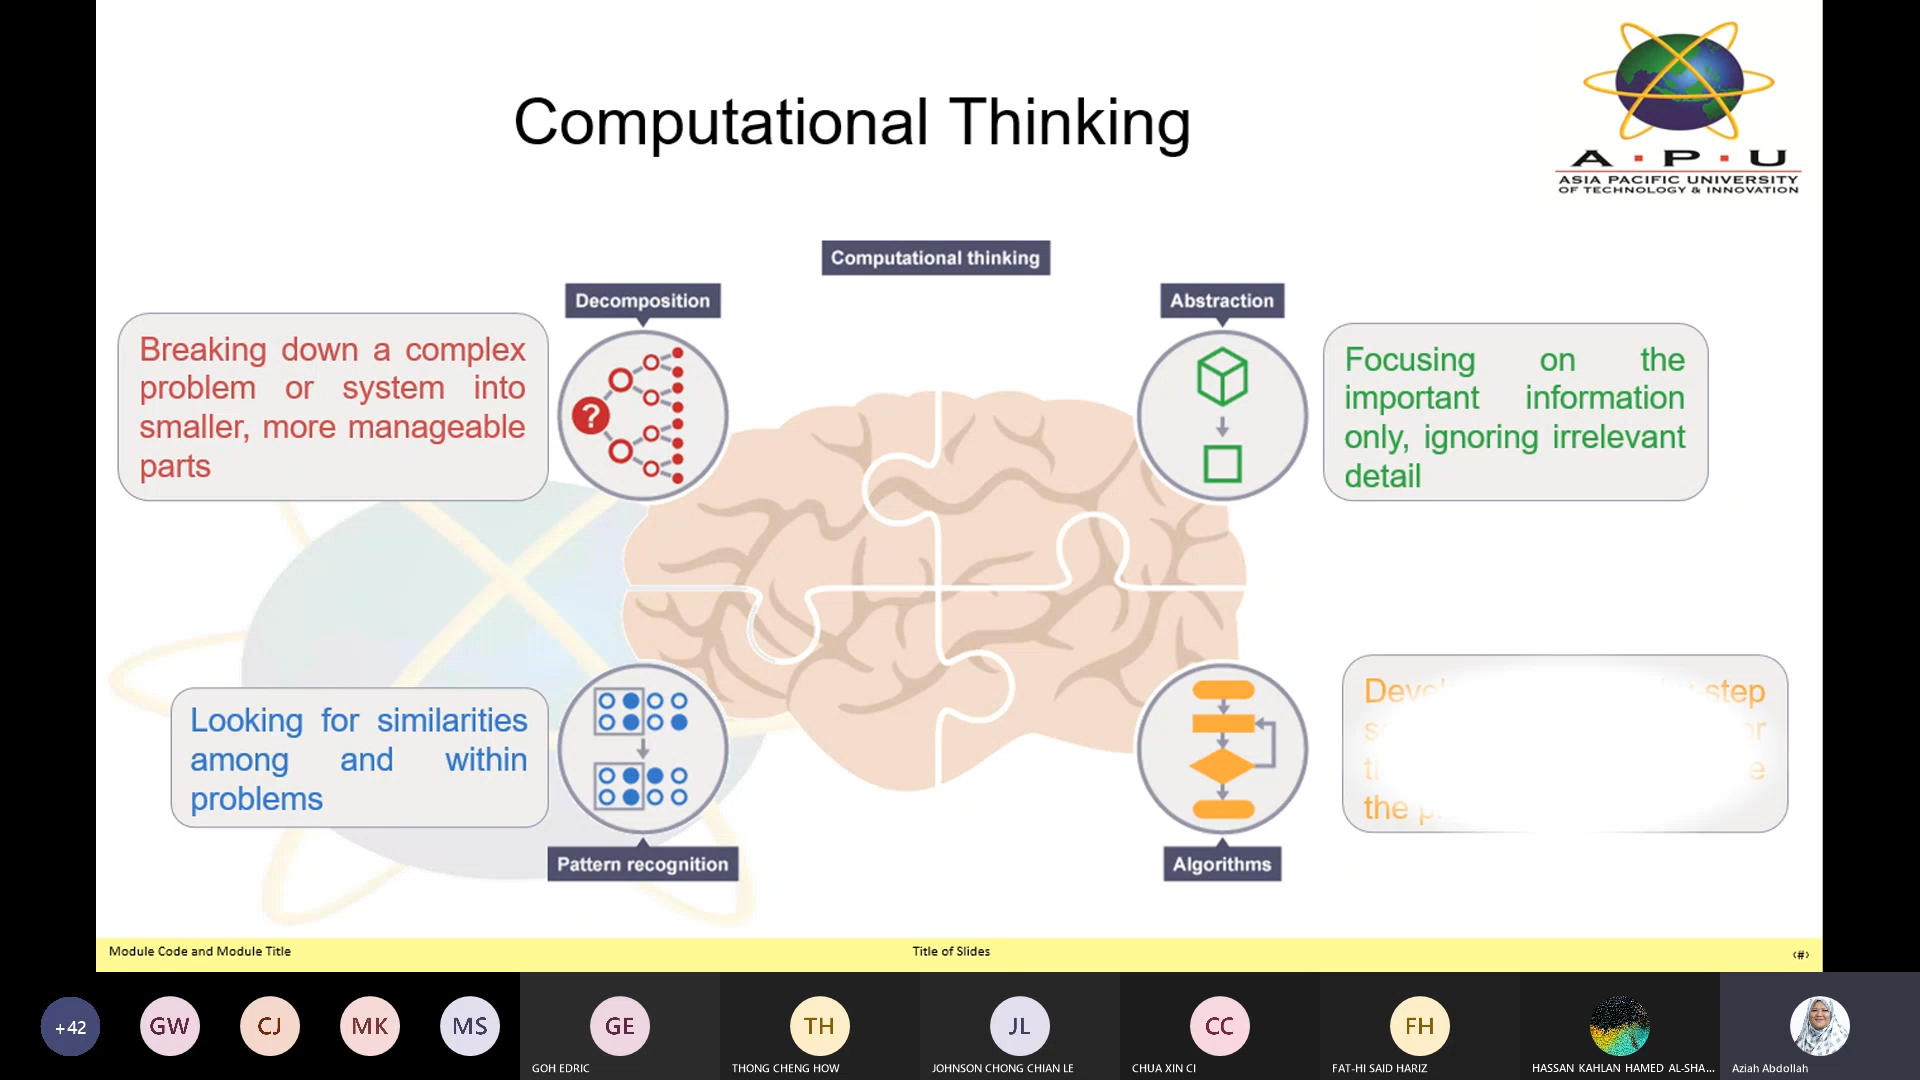 Computational Thinking
A · P · U
ASIA PACIFIC UNIVERSITY
OF TECHNOLOGY & INNOVATION
Computational thinking
Decomposition
Abstraction
Breaking down a complex
problem or system into
smaller, more manageable
parts
?
Focusing on the
important information
only, ignoring irrelevant
detail
Looking for similarities
among and within
problems
step
the
Pattern recognition
Algorithms
Module Code and Module Title
Title of Slides
‹#›
+42
GW
CJ
MK
MS
GE
TH
JL
CC
FH
GOH EDRIC
THONG CHENG HOW
JOHNSON CHONG CHIAN LE
CHUA XIN CI
FAT-HI SAID HARIZ
HASSAN KAHLAN HAMED AL-SHA...
Aziah Abdollah